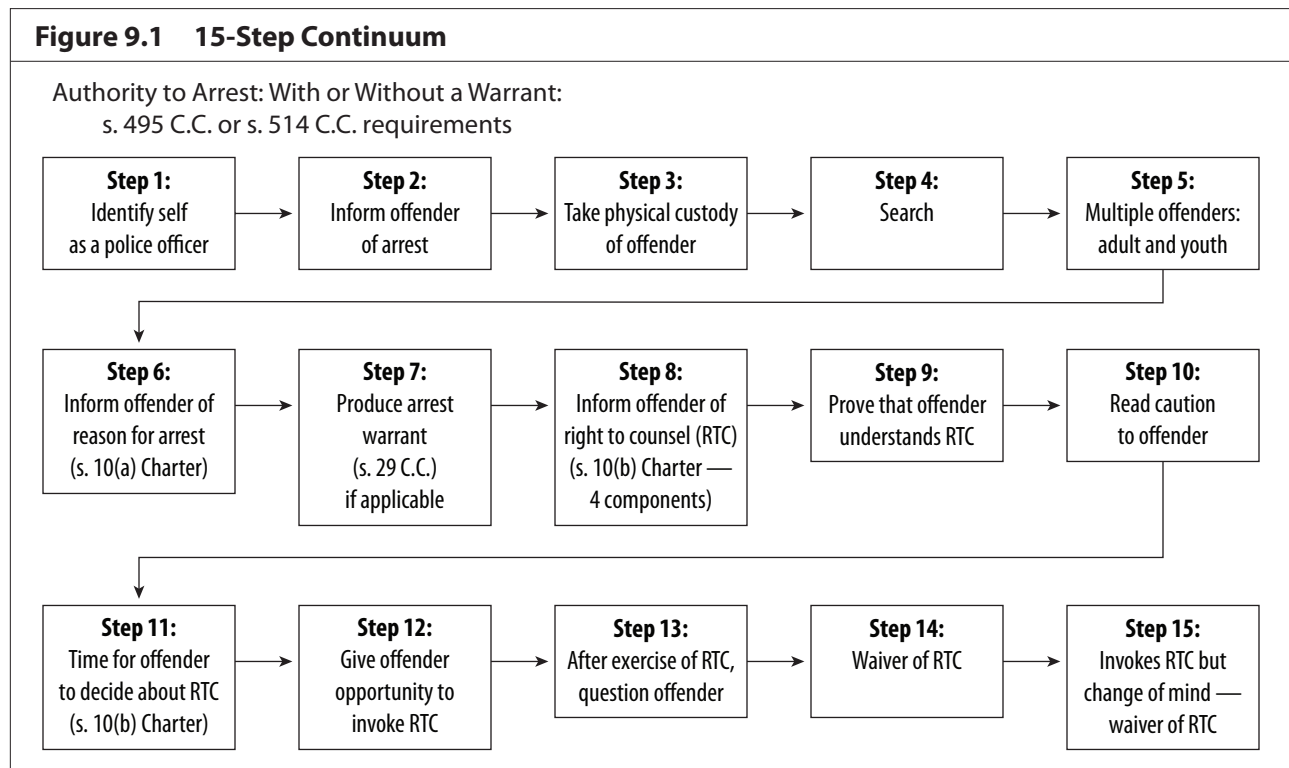 Figure 9.1 15-Step Continuum
Authority to Arrest: With or Without a Warrant:
s. 495 C.C. or s. 514 C.C. requirements
Step 1:
Identify self
as a police officer
Step 2:
Inform offender
of arrest
Step 3:
Take physical custody
of offender
Step 4:
Search
Step 5:
Multiple offenders:
adult and youth
Step 6:
Inform offender of
reason for arrest
(s. 10(a) Charter)
Step 7:
Produce arrest
warrant
(s. 29 C.C.)
if applicable
Step 8:
Inform offender of
right to counsel (RTC)
(s. 10(b) Charter —
4 components)
Step 9:
Prove that offender
understands RTC
Step 10:
Read caution
to offender
Step 11:
Time for offender
to decide about RTC
(s. 10(b) Charter)
Step 12:
Give offender
opportunity to
invoke RTC
Step 13:
After exercise of RTC,
question offender
Step 14:
Waiver of RTC
Step 15:
Invokes RTC but
change of mind —
waiver of RTC